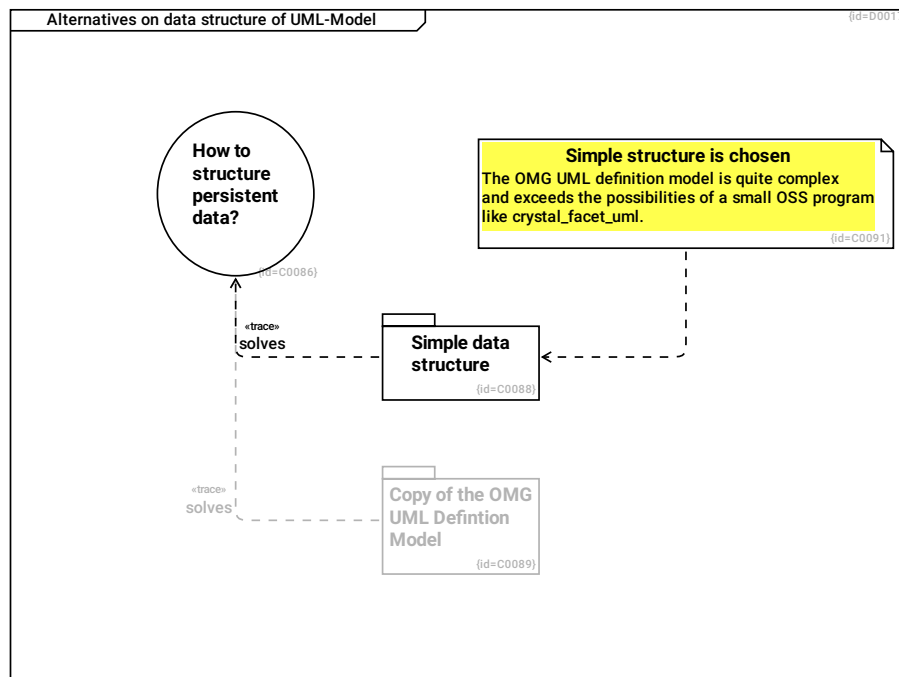 Alternatives on data structure of UML-Model
{id=D001
How to
structure
persistent
data?
{id=C0086}
Simple structure is chosen
The OMG UML definition model is quite complex
and exceeds the possibilities of a small OSS program
like crystal_facet_uml.
{id=C0091}
«trace»
solves
Simple data
structure
{id=C0088}
«trace»
solves
Copy of the OMG
UML Defintion
Model
{id=C0089}